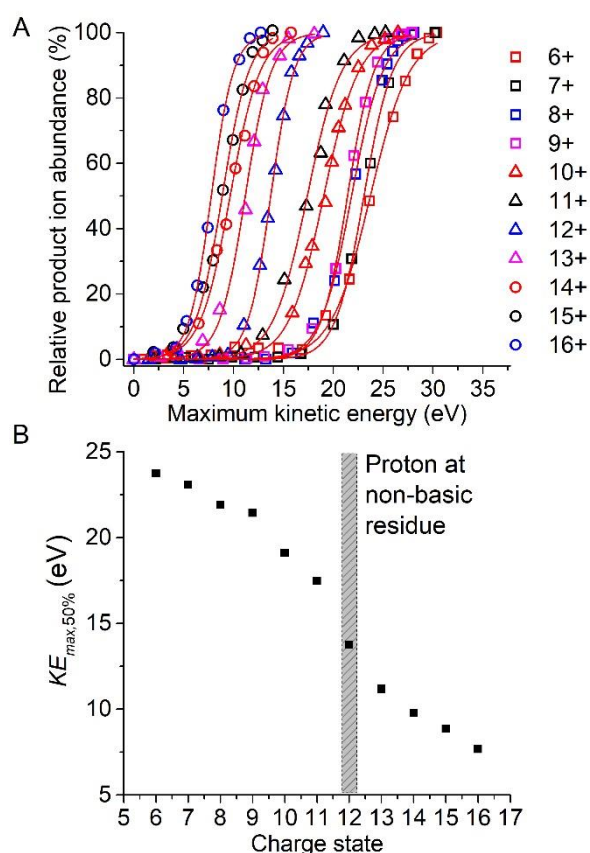 A
Relative product ion abundance (%)
100
80
60
40
20
0
0 5 10 15 20 25 30 35
Maximum kinetic energy (eV)
6+
7+
8+
9+
10+
11+
12+
13+
14+
15+
16+
B
KEmax,50% (eV)
25
20
15
10
5
Proton at
non-basic
residue
5 6 7 8 9 10 11 12 13 14 15 16 17
Charge state